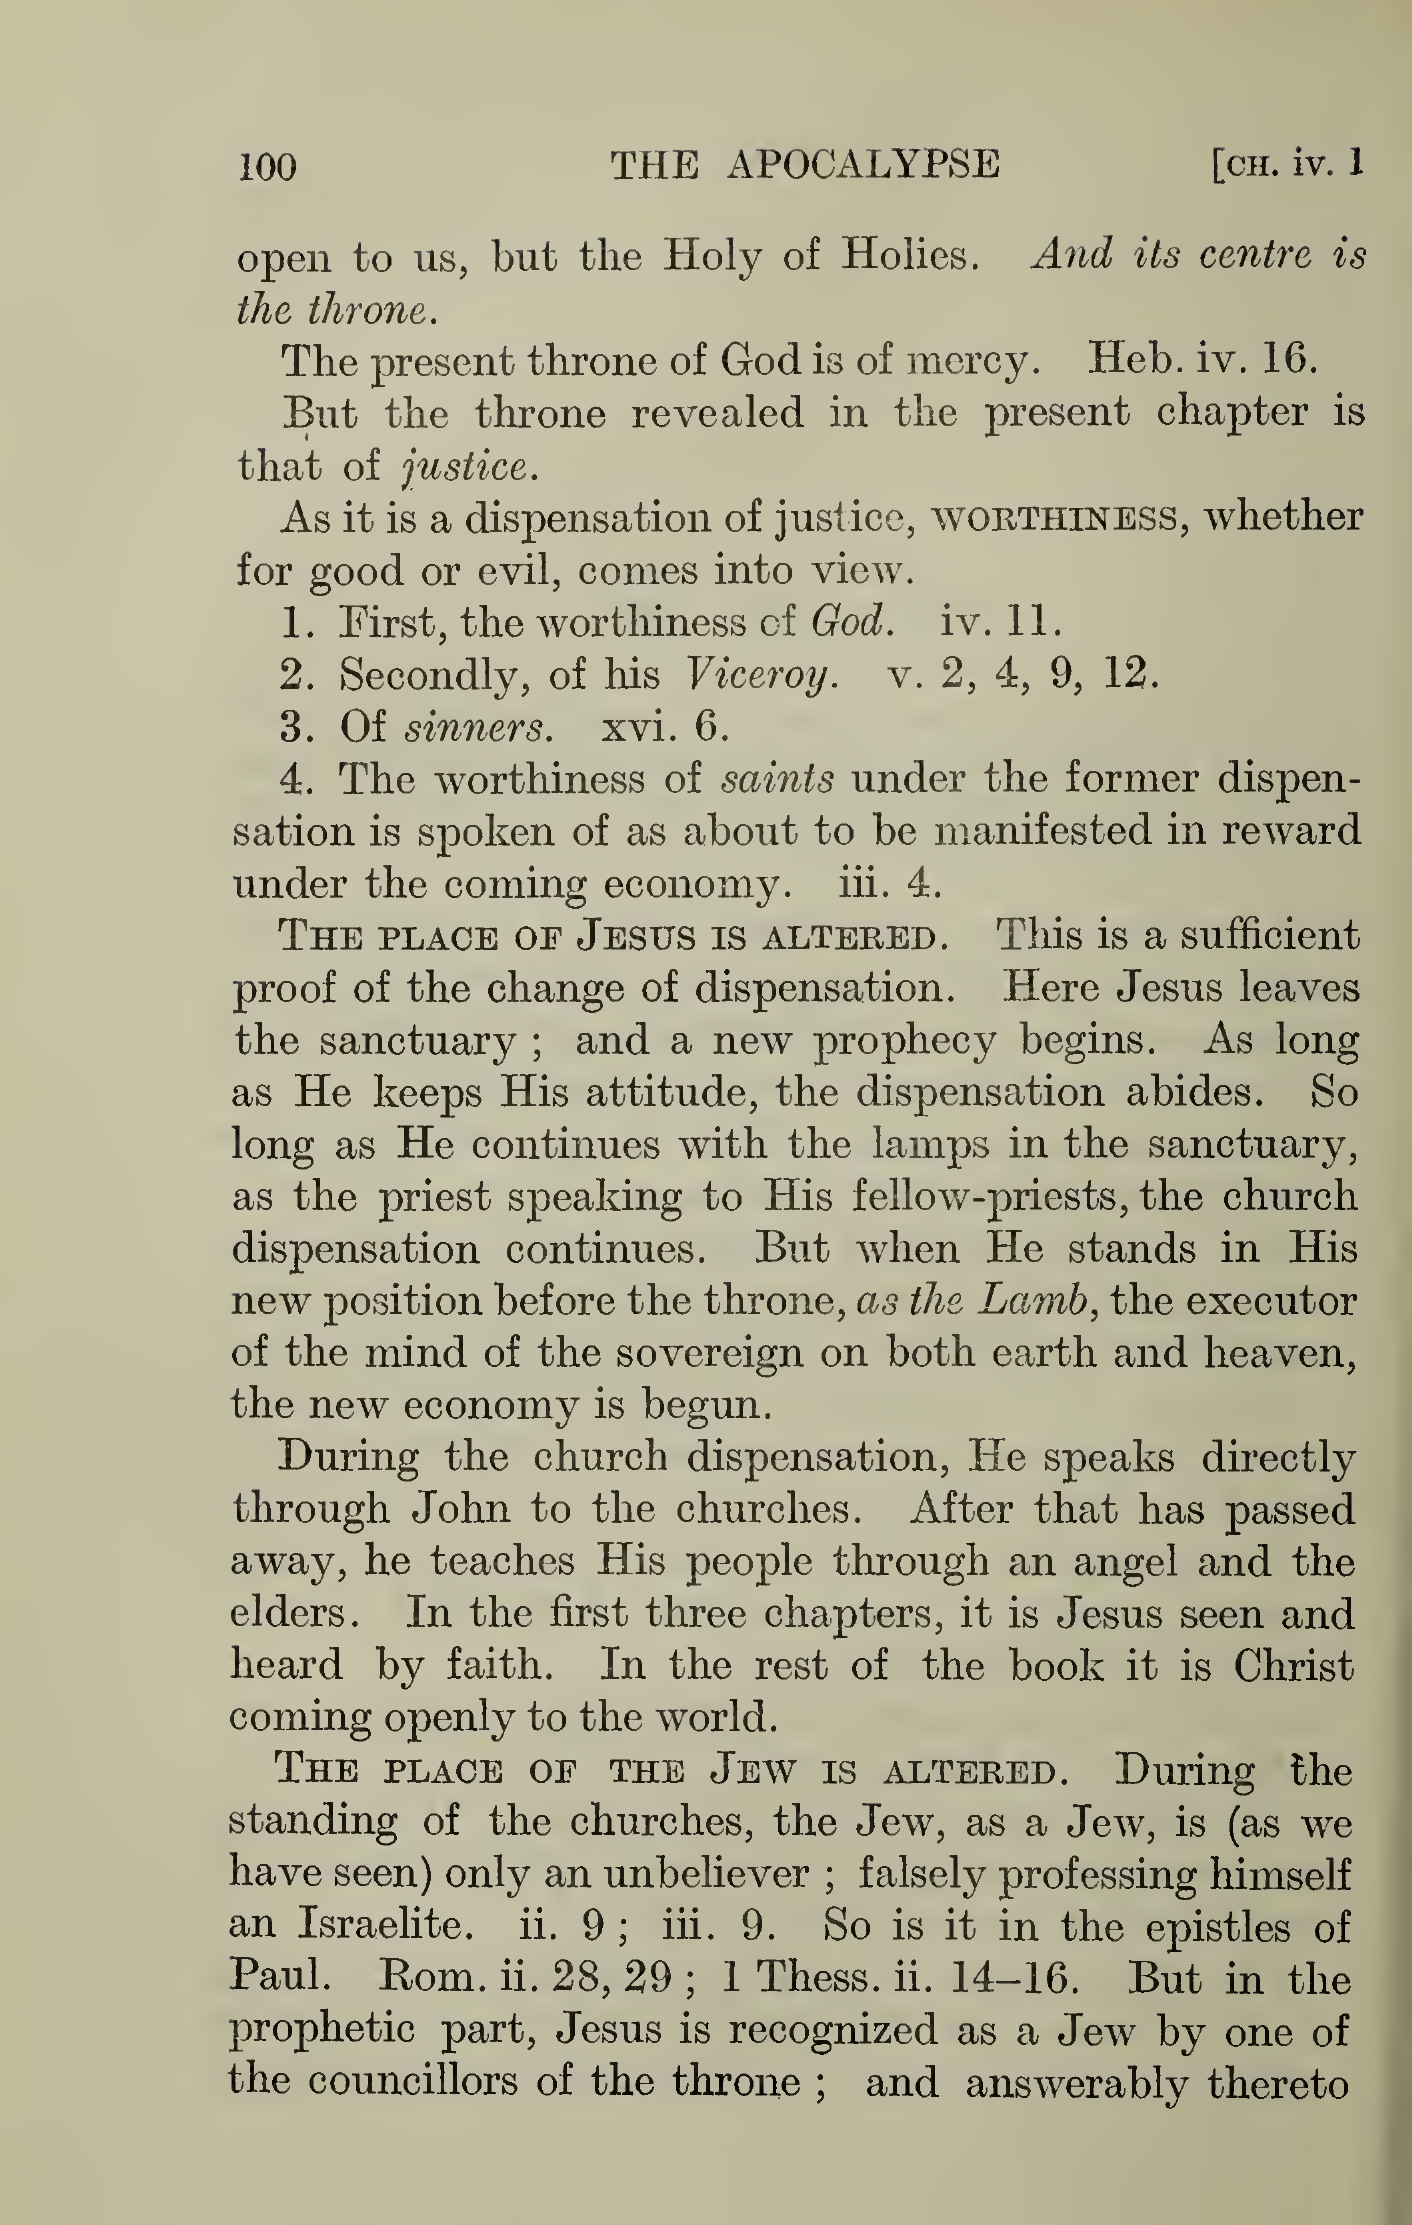 100 THE APOCALYPSE [CH. iv. 1
open to us, but the Holy of Holies. And its centre is
the throne.
The present throne of God is of mercy. Heb. iv. 16.
But the throne revealed in the present chapter is
that of justice.
As it is a dispensation of justice, WORTHINESS, whether
for good or evil, comes into view.
1. First, the worthiness of God. iv. 11.
2. Secondly, of his Viceroy. v. 2, 4, 9, 12.
3. Of sinners. xvi. 6.
4. The worthiness of saints under the former dispen-
sation is spoken of as about to be manifested in reward
under the coming economy. iii. 4.
THE PLACE OF JESUS IS ALTERED. This is a sufficient
proof of the change of dispensation. Here Jesus leaves
the sanctuary ; and a new prophecy begins. As long
as He keeps His attitude, the dispensation abides. So
long as He continues with the lamps in the sanctuary,
as the priest speaking to His fellow-priests, the church
dispensation continues. But when He stands in His
new position before the throne, as the Lamb, the executor
of the mind of the sovereign on both earth and heaven,
the new economy is begun.
During the church dispensation, He speaks directly
through John to the churches. After that has passed
away, he teaches His people through an angel and the
elders. In the first three chapters, it is Jesus seen and
heard by faith. In the rest of the book it is Christ
coming openly to the world.
THE PLACE OF THE JEW IS ALTERED. During the
standing of the churches, the Jew, as a Jew, is (as we
have seen) only an unbeliever ; falsely professing himself
an Israelite. ii. 9 ; iii. 9. So is it in the epistles of
Paul. Rom. ii. 28, 29 ; 1 Thess. ii. 14–16. But in the
prophetic part, Jesus is recognized as a Jew by one of
the councillors of the throne ; and answerably thereto